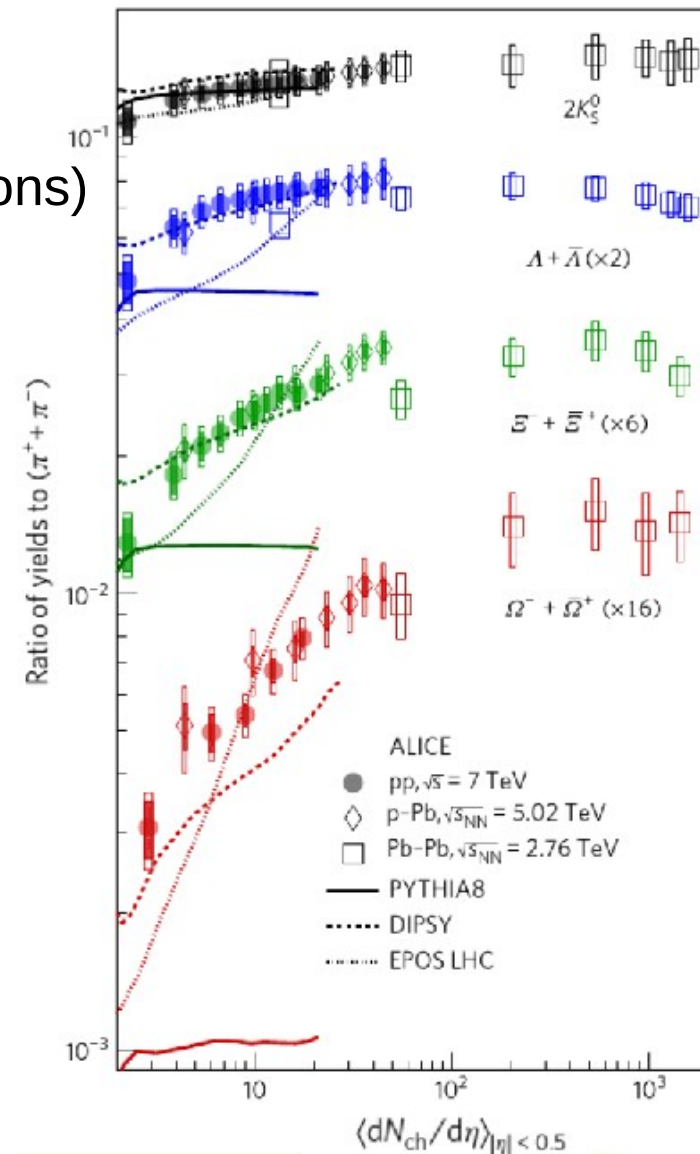 ons)
10⁻¹
2K⁰S
Λ + Λ̄ (×2)
Ξ⁻ + Ξ̄⁺ (×6)
10⁻²
Ω⁻ + Ω̄⁺ (×16)
Ratio of yields to (π⁺ + π⁻)
ALICE
pp, √s = 7 TeV
p-Pb, √sNN = 5.02 TeV
Pb-Pb, √sNN = 2.76 TeV
PYTHIA8
DIPSY
EPOS LHC
10⁻³
10 10² 10³
⟨dNch/dη⟩|η| < 0.5